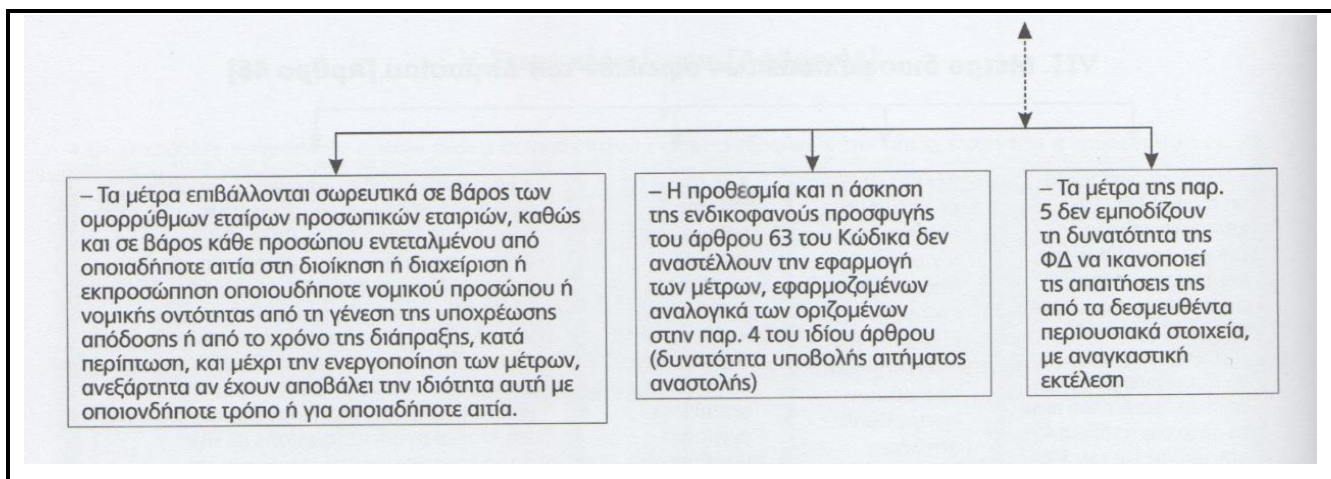 – Τα μέτρα επιβάλλονται σωρευτικά σε βάρος των
ομορρύθμων εταίρων προσωπικών εταιριών, καθώς
και σε βάρος κάθε προσώπου εντεταλμένου από
οποιαδήποτε αιτία στη διοίκηση ή διαχείριση ή
εκπροσώπηση οποιουδήποτε νομικού προσώπου ή
νομικής οντότητας από τη γένεση της υποχρέωσης
απόδοσης ή από το χρόνο της διάπραξης, κατά
περίπτωση, και μέχρι την ενεργοποίηση των μέτρων,
ανεξάρτητα αν έχουν αποβάλει την ιδιότητα αυτή με
οποιονδήποτε τρόπο ή για οποιαδήποτε αιτία.
– Η προθεσμία και η άσκηση
της ενδικοφανούς προσφυγής
του άρθρου 63 του Κώδικα δεν
αναστέλλουν την εφαρμογή
των μέτρων, εφαρμοζομένων
αναλογικά των οριζομένων
στην παρ. 4 του ιδίου άρθρου
(δυνατότητα υποβολής αιτήματος
αναστολής)
– Τα μέτρα της παρ.
5 δεν εμποδίζουν
τη δυνατότητα της
ΦΔ να ικανοποιεί
τις απαιτήσεις της
από τα δεσμευθέντα
περιουσιακά στοιχεία,
με αναγκαστική
εκτέλεση